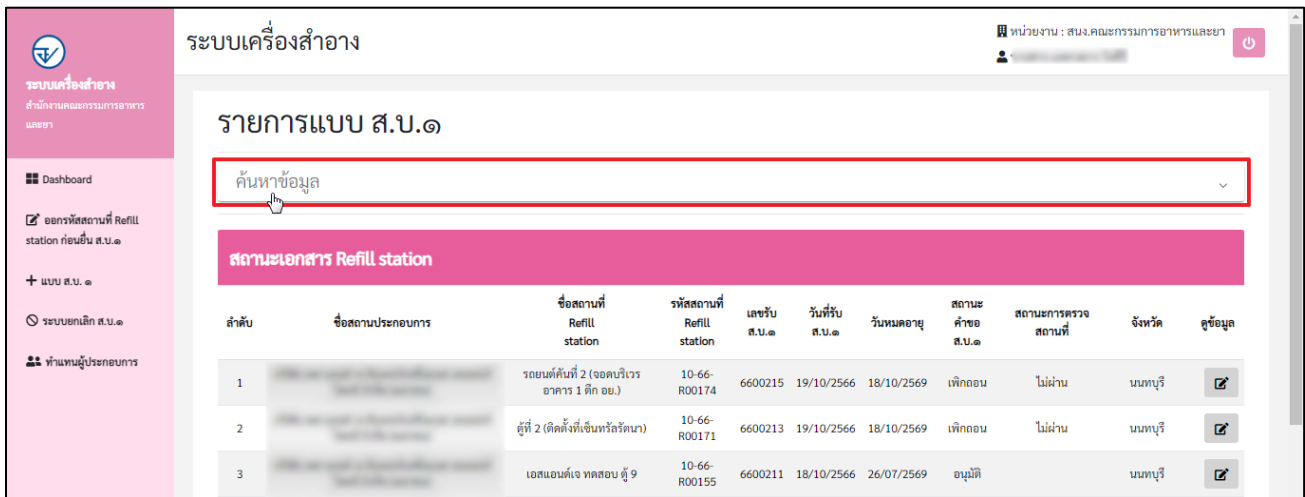 ระบบเครื่องสำอาง
สำนักงานคณะกรรมการอาหาร
และยา
Dashboard
ออกรหัสสถานที่ Refill
station ก่อนยื่น ส.บ.๑
แบบ ส.บ. ๑
ระบบยกเลิก ส.บ.๑
ทำแทนผู้ประกอบการ
ระบบเครื่องสำอาง
หน่วยงาน : สนง.คณะกรรมการอาหารและยา
รายการแบบ ส.บ.๑
ค้นหาข้อมูล
สถานะเอกสาร Refill station
ลำดับ ชื่อสถานประกอบการ ชื่อสถานที่ Refill station รหัสสถานที่ Refill station เลขรับ ส.บ.๑ วันที่รับ ส.บ.๑ วันหมดอายุ สถานะ คำขอ ส.บ.๑ สถานะการตรวจ สถานที่ จังหวัด ดูข้อมูล
1 รถยนต์คันที่ 2 (จอดบริเวร อาคาร 1 ตึก อย.) 10-66-R00174 6600215 19/10/2566 18/10/2569 เพิกถอน ไม่ผ่าน นนทบุรี
2 ตู้ที่ 2 (ติดตั้งที่เซ็นทรัลรัตนา) 10-66-R00171 6600213 19/10/2566 18/10/2569 เพิกถอน ไม่ผ่าน นนทบุรี
3 เอสแอนด์เจ ทดสอบ ตู้ 9 10-66-R00155 6600211 18/10/2566 26/07/2569 อนุมัติ นนทบุรี